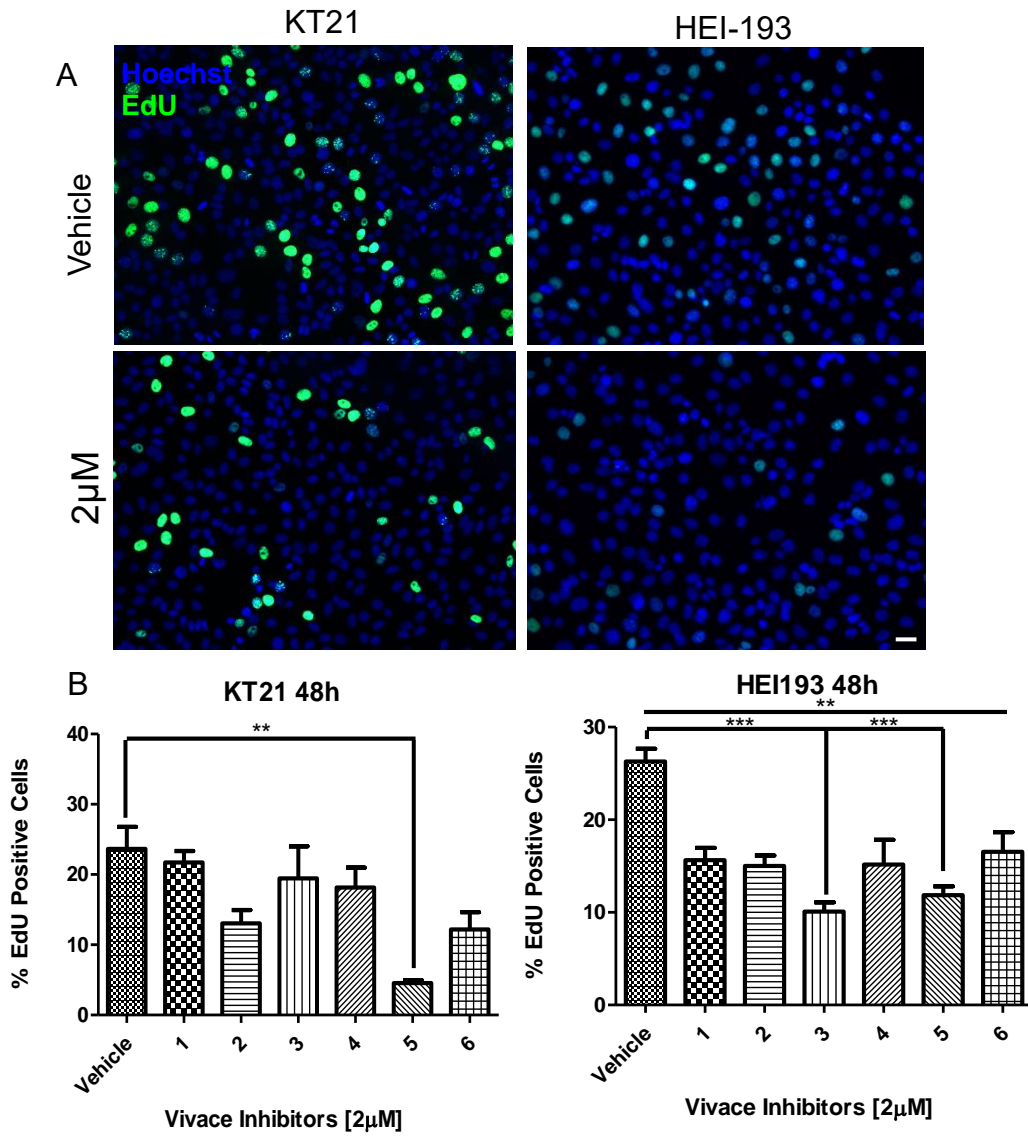 KT21
HEI-193
A
Hoechst
EdU
Vehicle
2μM
B
KT21 48h
**
40
30
20
10
0
% EdU Positive Cells
Vehicle
1
2
3
4
5
6
Vivace Inhibitors [2μM]
HEI193 48h
**
*** ***
30
20
10
0
% EdU Positive Cells
Vehicle
1
2
3
4
5
6
Vivace Inhibitors [2μM]